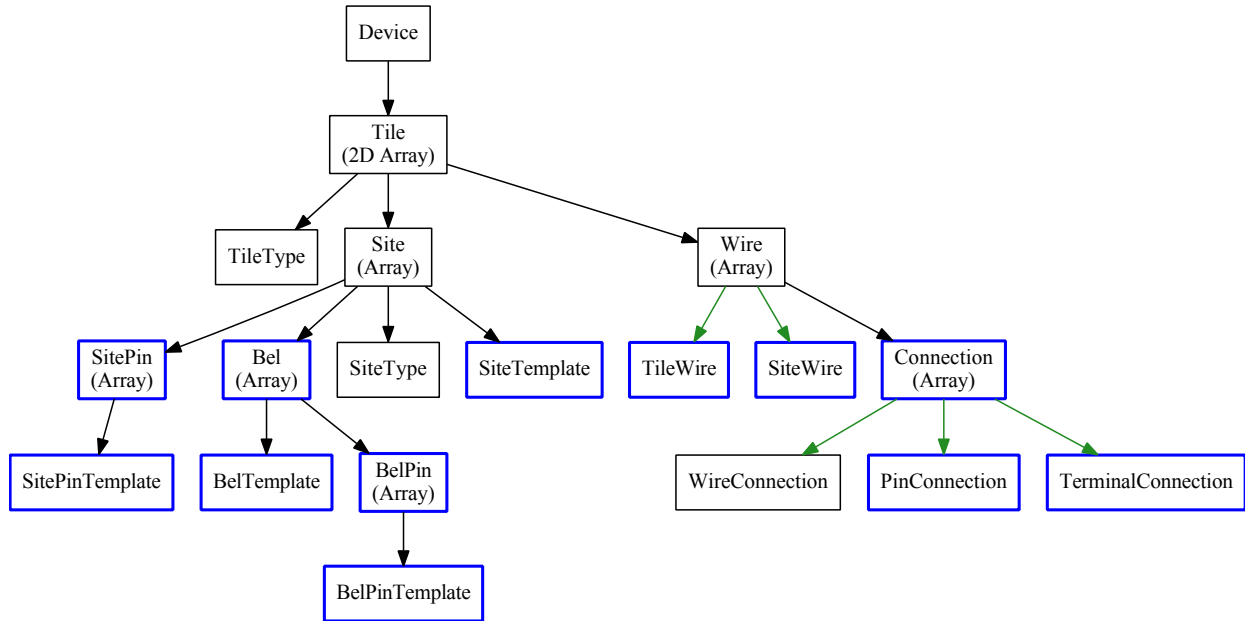 Device
Tile
(2D Array)
TileType
Site
(Array)
Wire
(Array)
SitePin
(Array)
Bel
(Array)
SiteType
SiteTemplate
TileWire
SiteWire
Connection
(Array)
SitePinTemplate
BelTemplate
BelPin
(Array)
WireConnection
PinConnection
TerminalConnection
BelPinTemplate